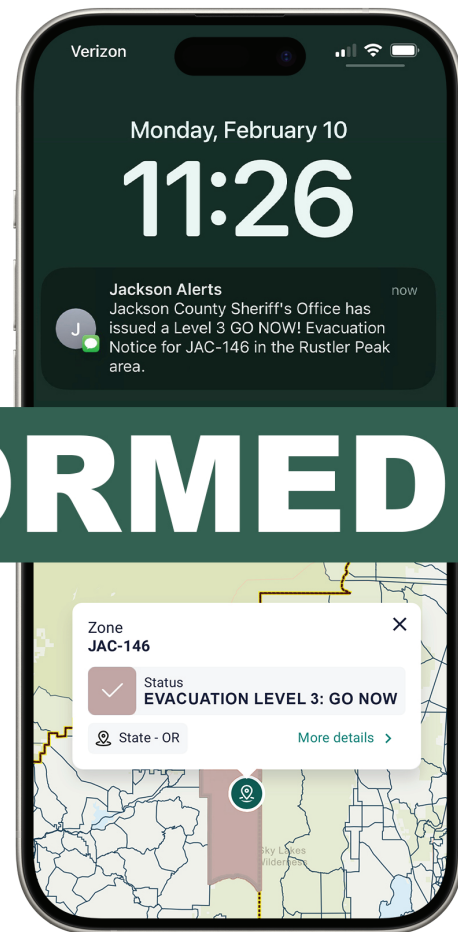 Verizon
Monday, February 10
11:26
Jackson Alerts
now
J
Jackson County Sheriff's Office has
issued a Level 3 GO NOW! Evacuation
Notice for JAC-146 in the Rustler Peak
area.
ORMED
Zone
JAC-146
Status
EVACUATION LEVEL 3: GO NOW
State - OR
More details
Sky Lakes
Wilderness